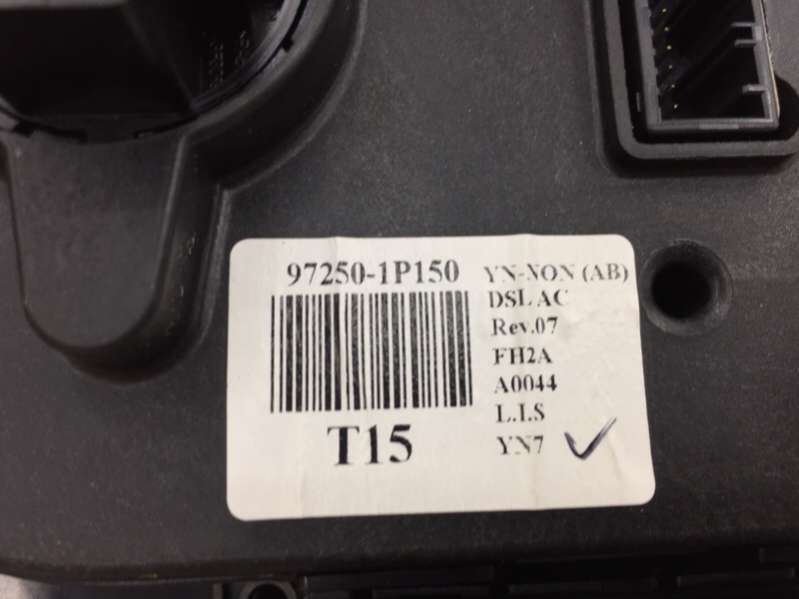 97250-1P150
T15
YN-NON (AB)
DSL AC
Rev.07
FH2A
A0044
L.I.S
YN7